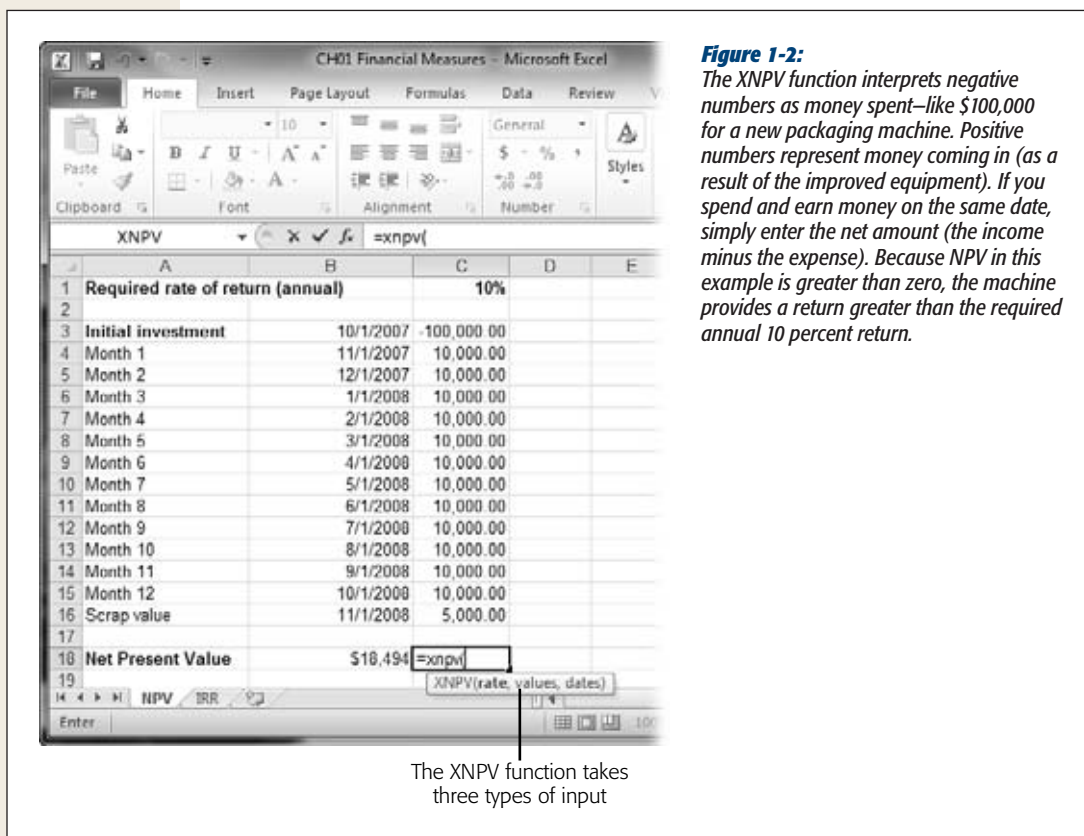 CH01 Financial Measures - Microsoft Excel
File Home Insert Page Layout Formulas Data Review
10 General
Paste B I U A A $ % , Styles
Clipboard Font Alignment Number
XNPV fx =xnpv(
A B C D E
1 Required rate of return (annual) 10%
2
3 Initial investment 10/1/2007 -100,000.00
4 Month 1 11/1/2007 10,000.00
5 Month 2 12/1/2007 10,000.00
6 Month 3 1/1/2008 10,000.00
7 Month 4 2/1/2008 10,000.00
8 Month 5 3/1/2008 10,000.00
9 Month 6 4/1/2008 10,000.00
10 Month 7 5/1/2008 10,000.00
11 Month 8 6/1/2008 10,000.00
12 Month 9 7/1/2008 10,000.00
13 Month 10 8/1/2008 10,000.00
14 Month 11 9/1/2008 10,000.00
15 Month 12 10/1/2008 10,000.00
16 Scrap value 11/1/2008 5,000.00
17
18 Net Present Value $18,494 =xnpv(
19
XNPV(rate, values, dates)
NPV IRR
Enter
The XNPV function takes
three types of input
Figure 1-2:
The XNPV function interprets negative
numbers as money spent—like $100,000
for a new packaging machine. Positive
numbers represent money coming in (as a
result of the improved equipment). If you
spend and earn money on the same date,
simply enter the net amount (the income
minus the expense). Because NPV in this
example is greater than zero, the machine
provides a return greater than the required
annual 10 percent return.